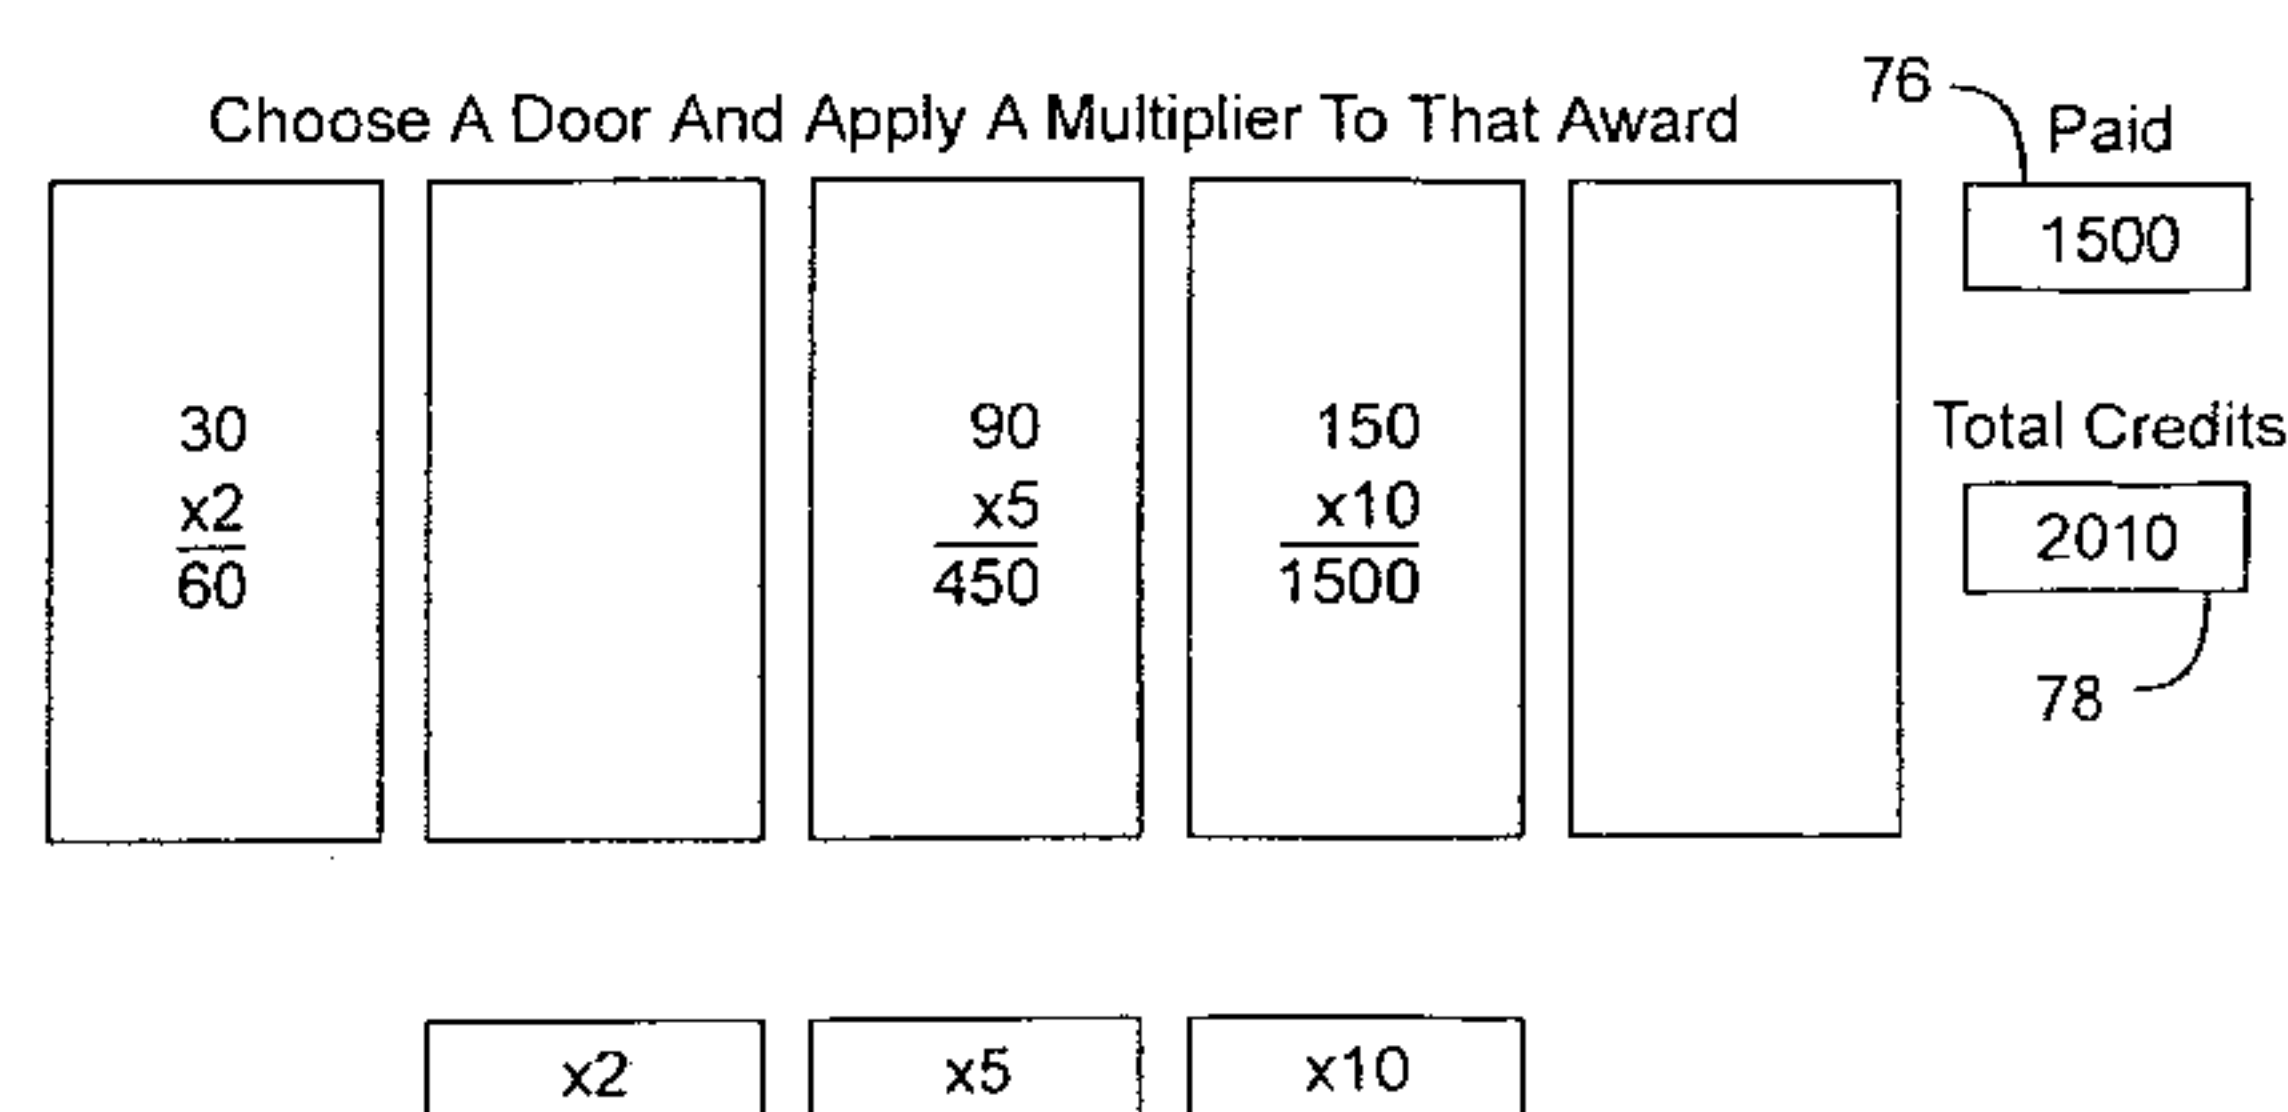 76
Choose A Door And Apply A Multiplier To That Award
Paid
1500
30
x2
60
90
x5
450
150
x10
1500
Total Credits
2010
78
x2
x5
x10